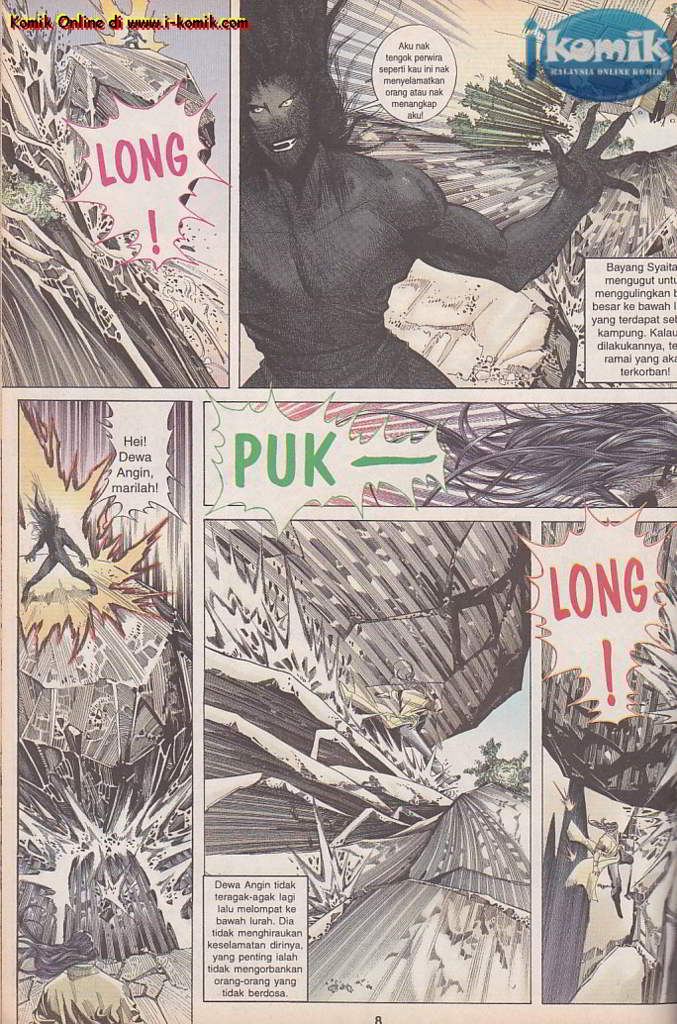 Komik Online di www.i-komik.com
komik
MALAYSIA ONLINE KOMIK
LONG
!
Aku nak
tengok perwira
seperti kau ini nak
menyelamatkan
orang atau nak
menangkap
aku!
Bayang Syaita
mengugut untu
menggulingkan b
besar ke bawah l
yang terdapat seb
kampung. Kalau
dilakukannya, te
ramai yang aka
terkorban!
Hei!
Dewa
Angin,
marilah!
PUK —
Dewa Angin tidak
teragak-agak lagi
lalu melompat ke
bawah lurah. Dia
tidak menghiraukan
keselamatan dirinya,
yang penting ialah
tidak mengorbankan
orang-orang yang
tidak berdosa.
LONG
!
8